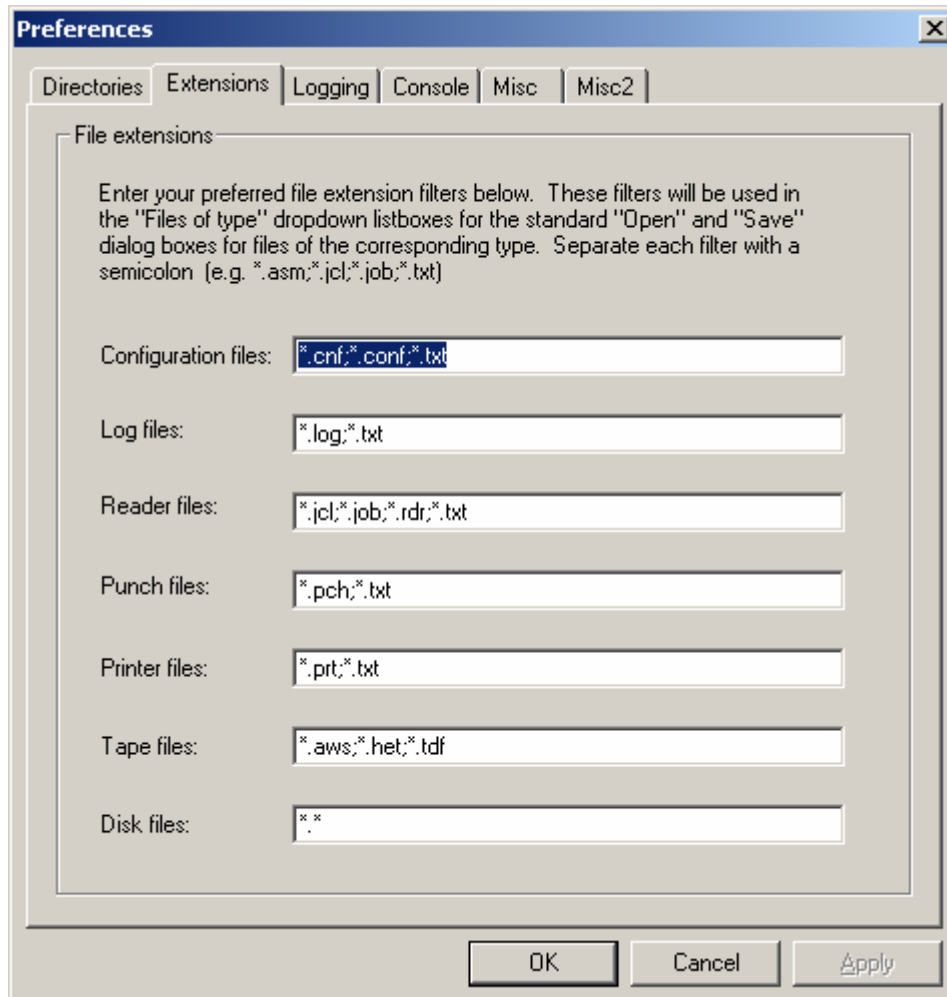 Preferences
Directories Extensions Logging Console Misc Misc2
File extensions
Enter your preferred file extension filters below.  These filters will be used in
the "Files of type" dropdown listboxes for the standard "Open" and "Save"
dialog boxes for files of the corresponding type.  Separate each filter with a
semicolon  (e.g. *.asm;*.jcl;*.job;*.txt)
Configuration files: *.cnf;*.conf;*.txt
Log files: *.log;*.txt
Reader files: *.jcl;*.job;*.rdr;*.txt
Punch files: *.pch;*.txt
Printer files: *.prt;*.txt
Tape files: *.aws;*.het;*.tdf
Disk files: *.*
OK Cancel Apply